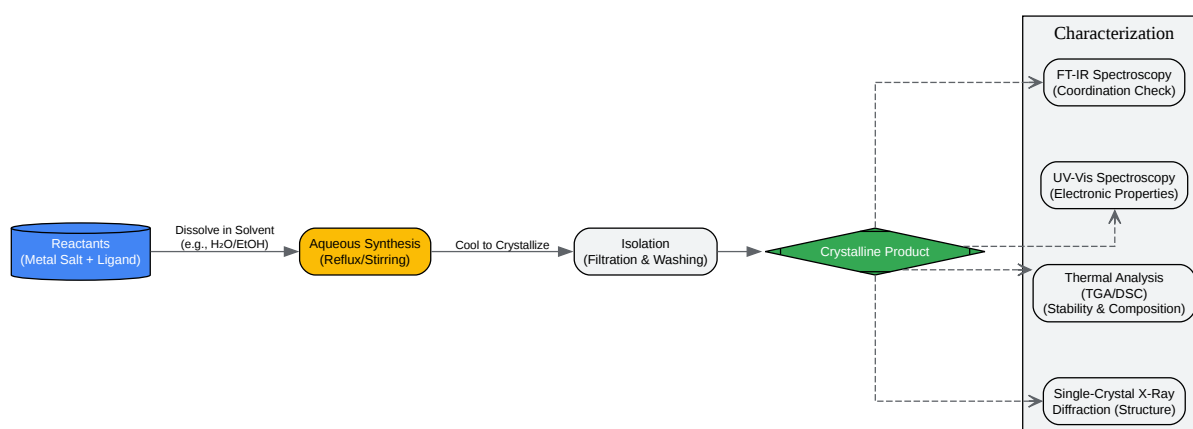 Characterization
FT-IR Spectroscopy
(Coordination Check)
UV-Vis Spectroscopy
(Electronic Properties)
Reactants
(Metal Salt + Ligand)
Dissolve in Solvent
(e.g., H₂O/EtOH)
Aqueous Synthesis
(Reflux/Stirring)
Cool to Crystallize
Isolation
(Filtration & Washing)
Crystalline Product
Thermal Analysis
(TGA/DSC)
(Stability & Composition)
Single-Crystal X-Ray
Diffraction (Structure)